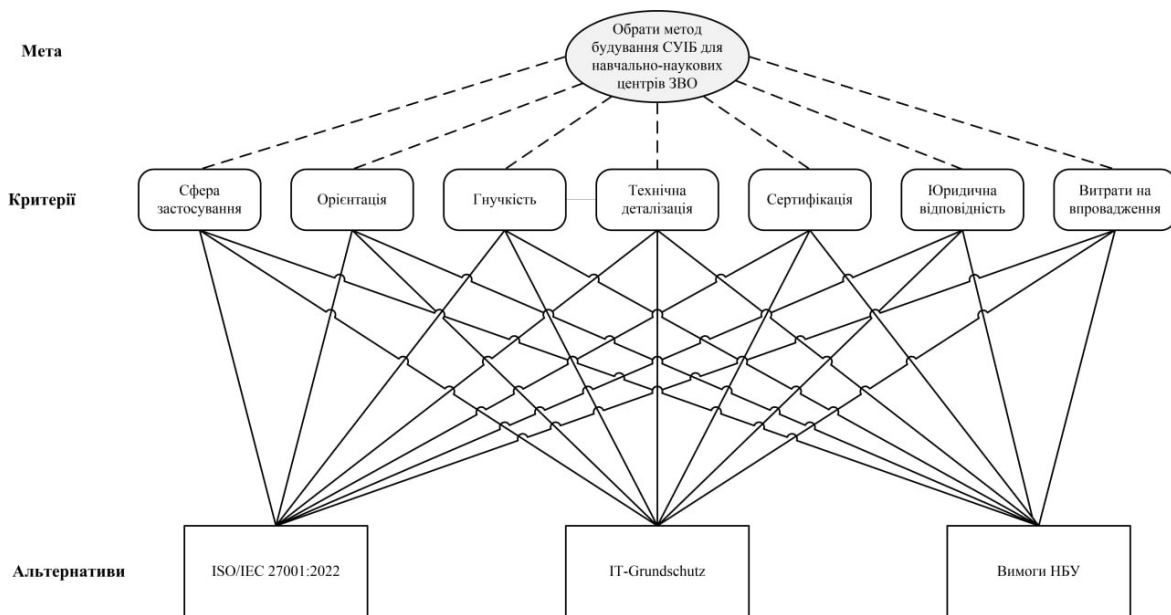 Мета
Обрати метод
будування СУІБ для
навчально-наукових
центрів ЗВО
Критерії
Сфера
застосування
Орієнтація
Гнучкість
Технічна
деталізація
Сертифікація
Юридична
відповідність
Витрати на
впровадження
Альтернативи
ISO/IEC 27001:2022
IT-Grundschutz
Вимоги НБУ